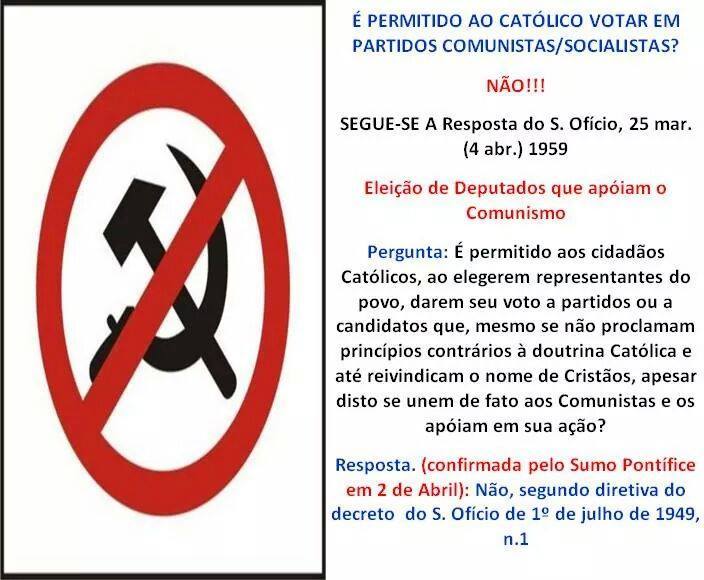 É PERMITIDO AO CATÓLICO VOTAR EM
PARTIDOS COMUNISTAS/SOCIALISTAS?
NÃO!!!
SEGUE-SE A Resposta do S. Ofício, 25 mar.
(4 abr.) 1959
Eleição de Deputados que apóiam o
Comunismo
Pergunta: É permitido aos cidadãos
Católicos, ao elegerem representantes do
povo, darem seu voto a partidos ou a
candidatos que, mesmo se não proclamam
princípios contrários à doutrina Católica e
até reivindicam o nome de Cristãos, apesar
disto se unem de fato aos Comunistas e os
apóiam em sua ação?
Resposta. (confirmada pelo Sumo Pontífice
em 2 de Abril): Não, segundo diretiva do
decreto do S. Ofício de 1º de julho de 1949,
n.1